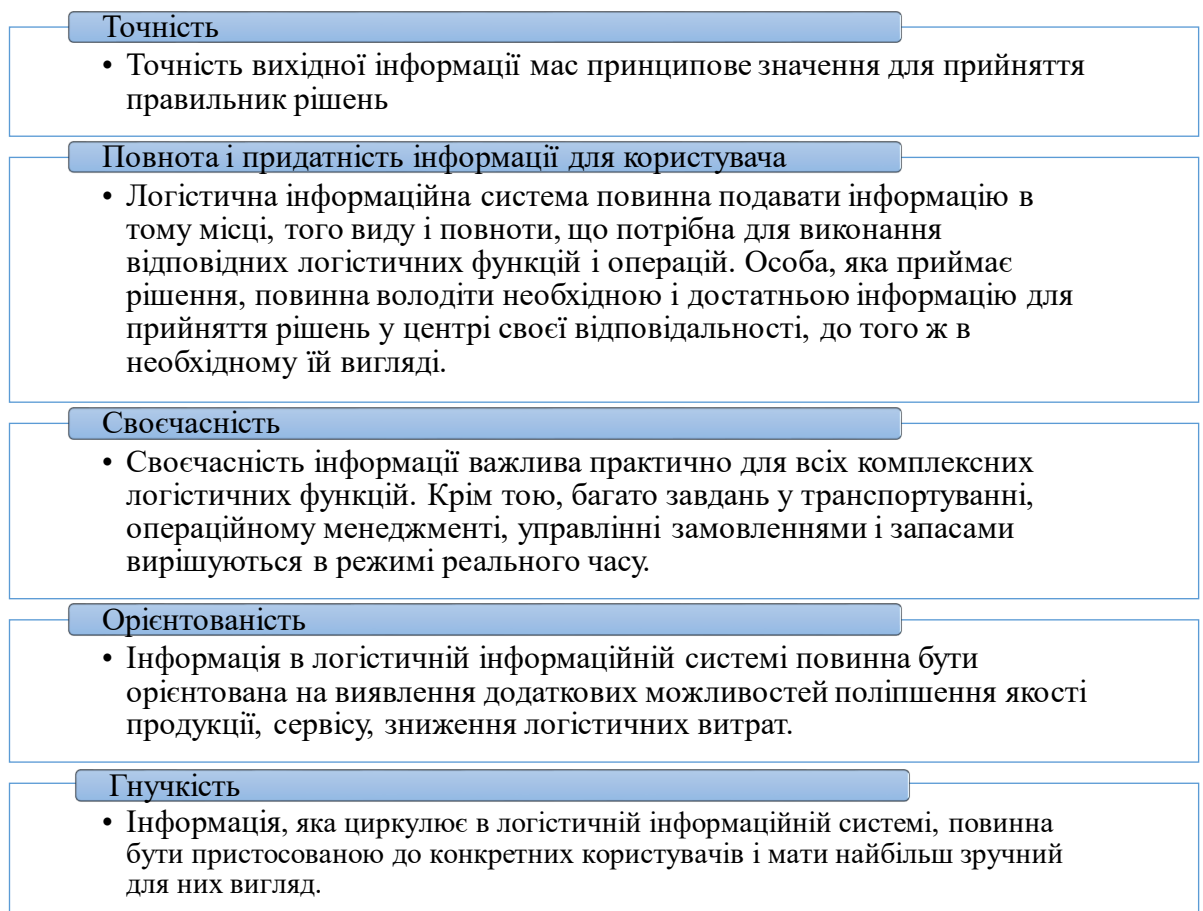 Точність
• Точність вихідної інформації мас принципове значення для прийняття
правильник рішень
Повнота і придатність інформації для користувача
• Логістична інформаційна система повинна подавати інформацію в
тому місці, того виду і повноти, що потрібна для виконання
відповідних логістичних функцій і операцій. Особа, яка приймає
рішення, повинна володіти необхідною і достатньою інформацію для
прийняття рішень у центрі своєї відповідальності, до того ж в
необхідному їй вигляді.
Своєчасність
• Своєчасність інформації важлива практично для всіх комплексних
логістичних функцій. Крім тою, багато завдань у транспортуванні,
операційному менеджменті, управлінні замовленнями і запасами
вирішуються в режимі реального часу.
Орієнтованість
• Інформація в логістичній інформаційній системі повинна бути
орієнтована на виявлення додаткових можливостей поліпшення якості
продукції, сервісу, зниження логістичних витрат.
Гнучкість
• Інформація, яка циркулює в логістичній інформаційній системі, повинна
бути пристосованою до конкретних користувачів і мати найбільш зручний
для них вигляд.